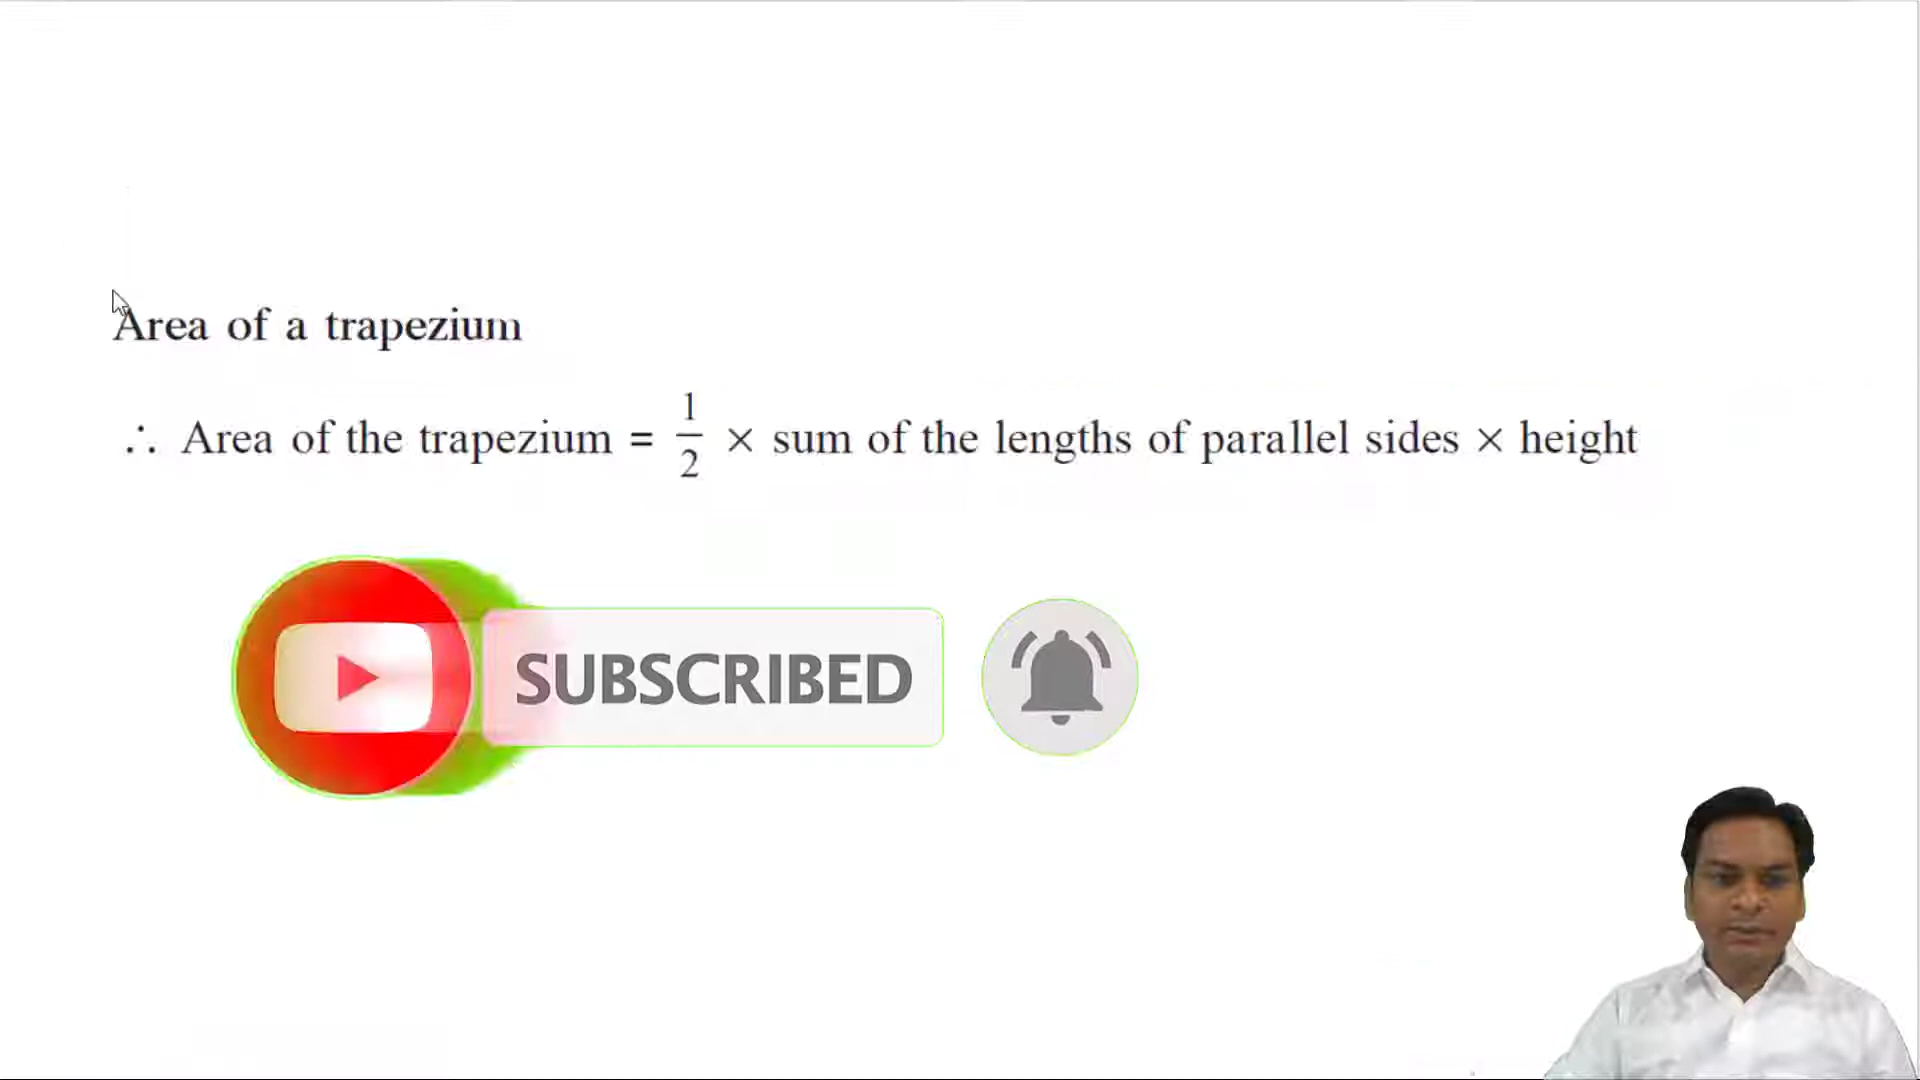 Area of a trapezium
∴ Area of the trapezium = 1/2 × sum of the lengths of parallel sides × height
SUBSCRIBED